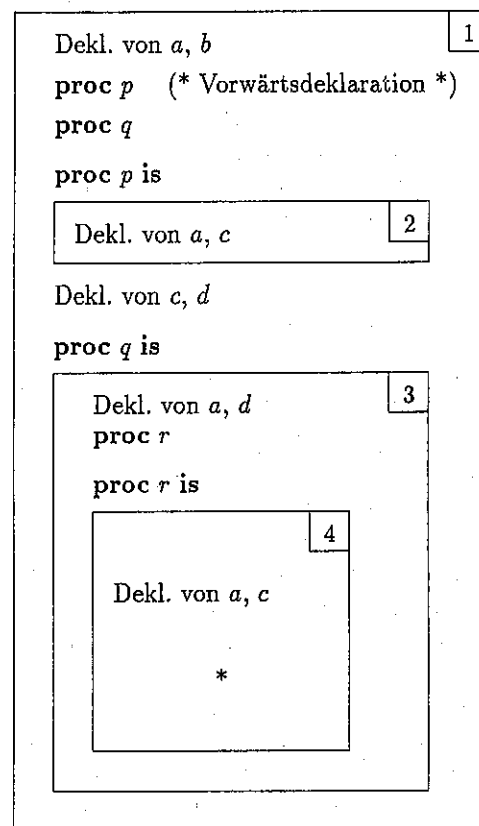 1
Dekl. von a, b
proc p (* Vorwärtsdeklaration *)
proc q
proc p is
2
Dekl. von a, c
Dekl. von c, d
proc q is
3
Dekl. von a, d
proc r
proc r is
4
Dekl. von a, c
*